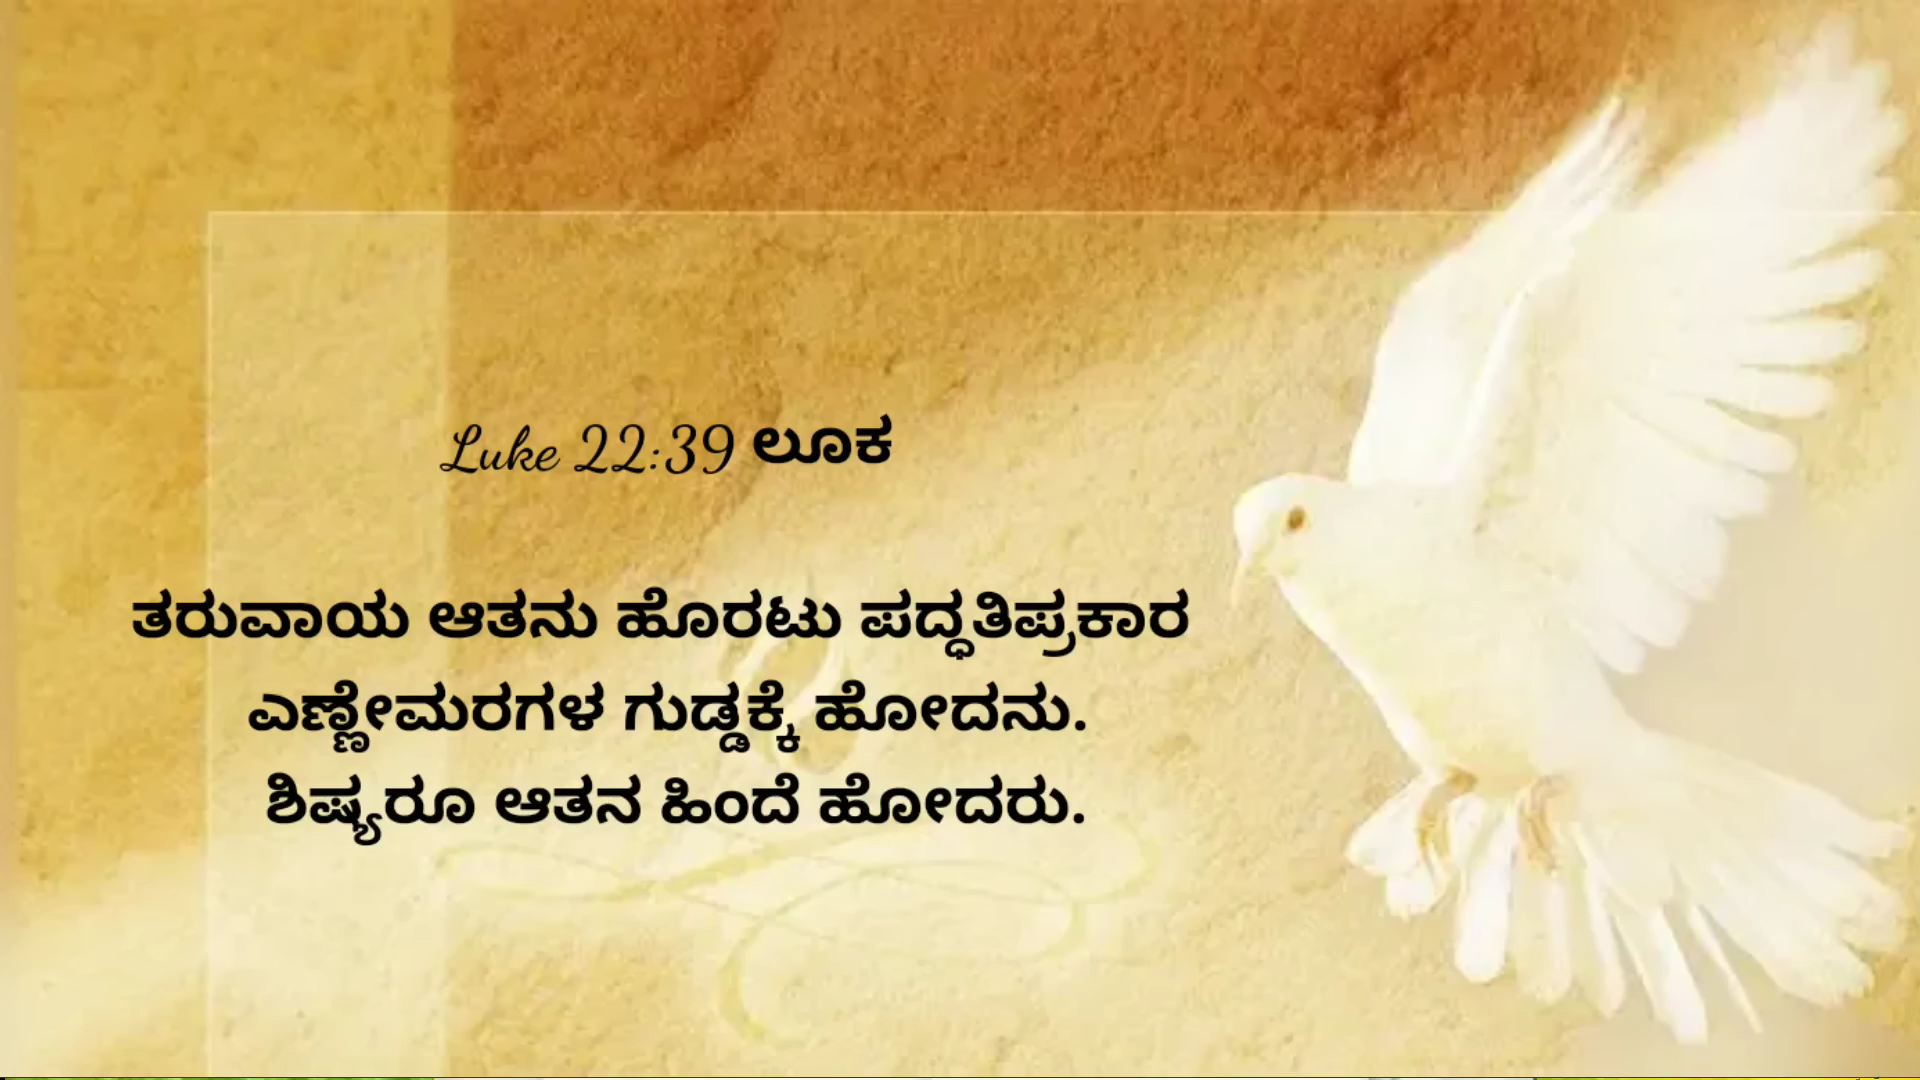 Luke 22:39 ಲೂಕ
ತರುವಾಯ ಆತನು ಹೊರಟು ಪದ್ಧತಿಪ್ರಕಾರ
ಎಣ್ಣೇಮರಗಳ ಗುಡ್ಡಕ್ಕೆ ಹೋದನು.
ಶಿಷ್ಯರೂ ಆತನ ಹಿಂದೆ ಹೋದರು.